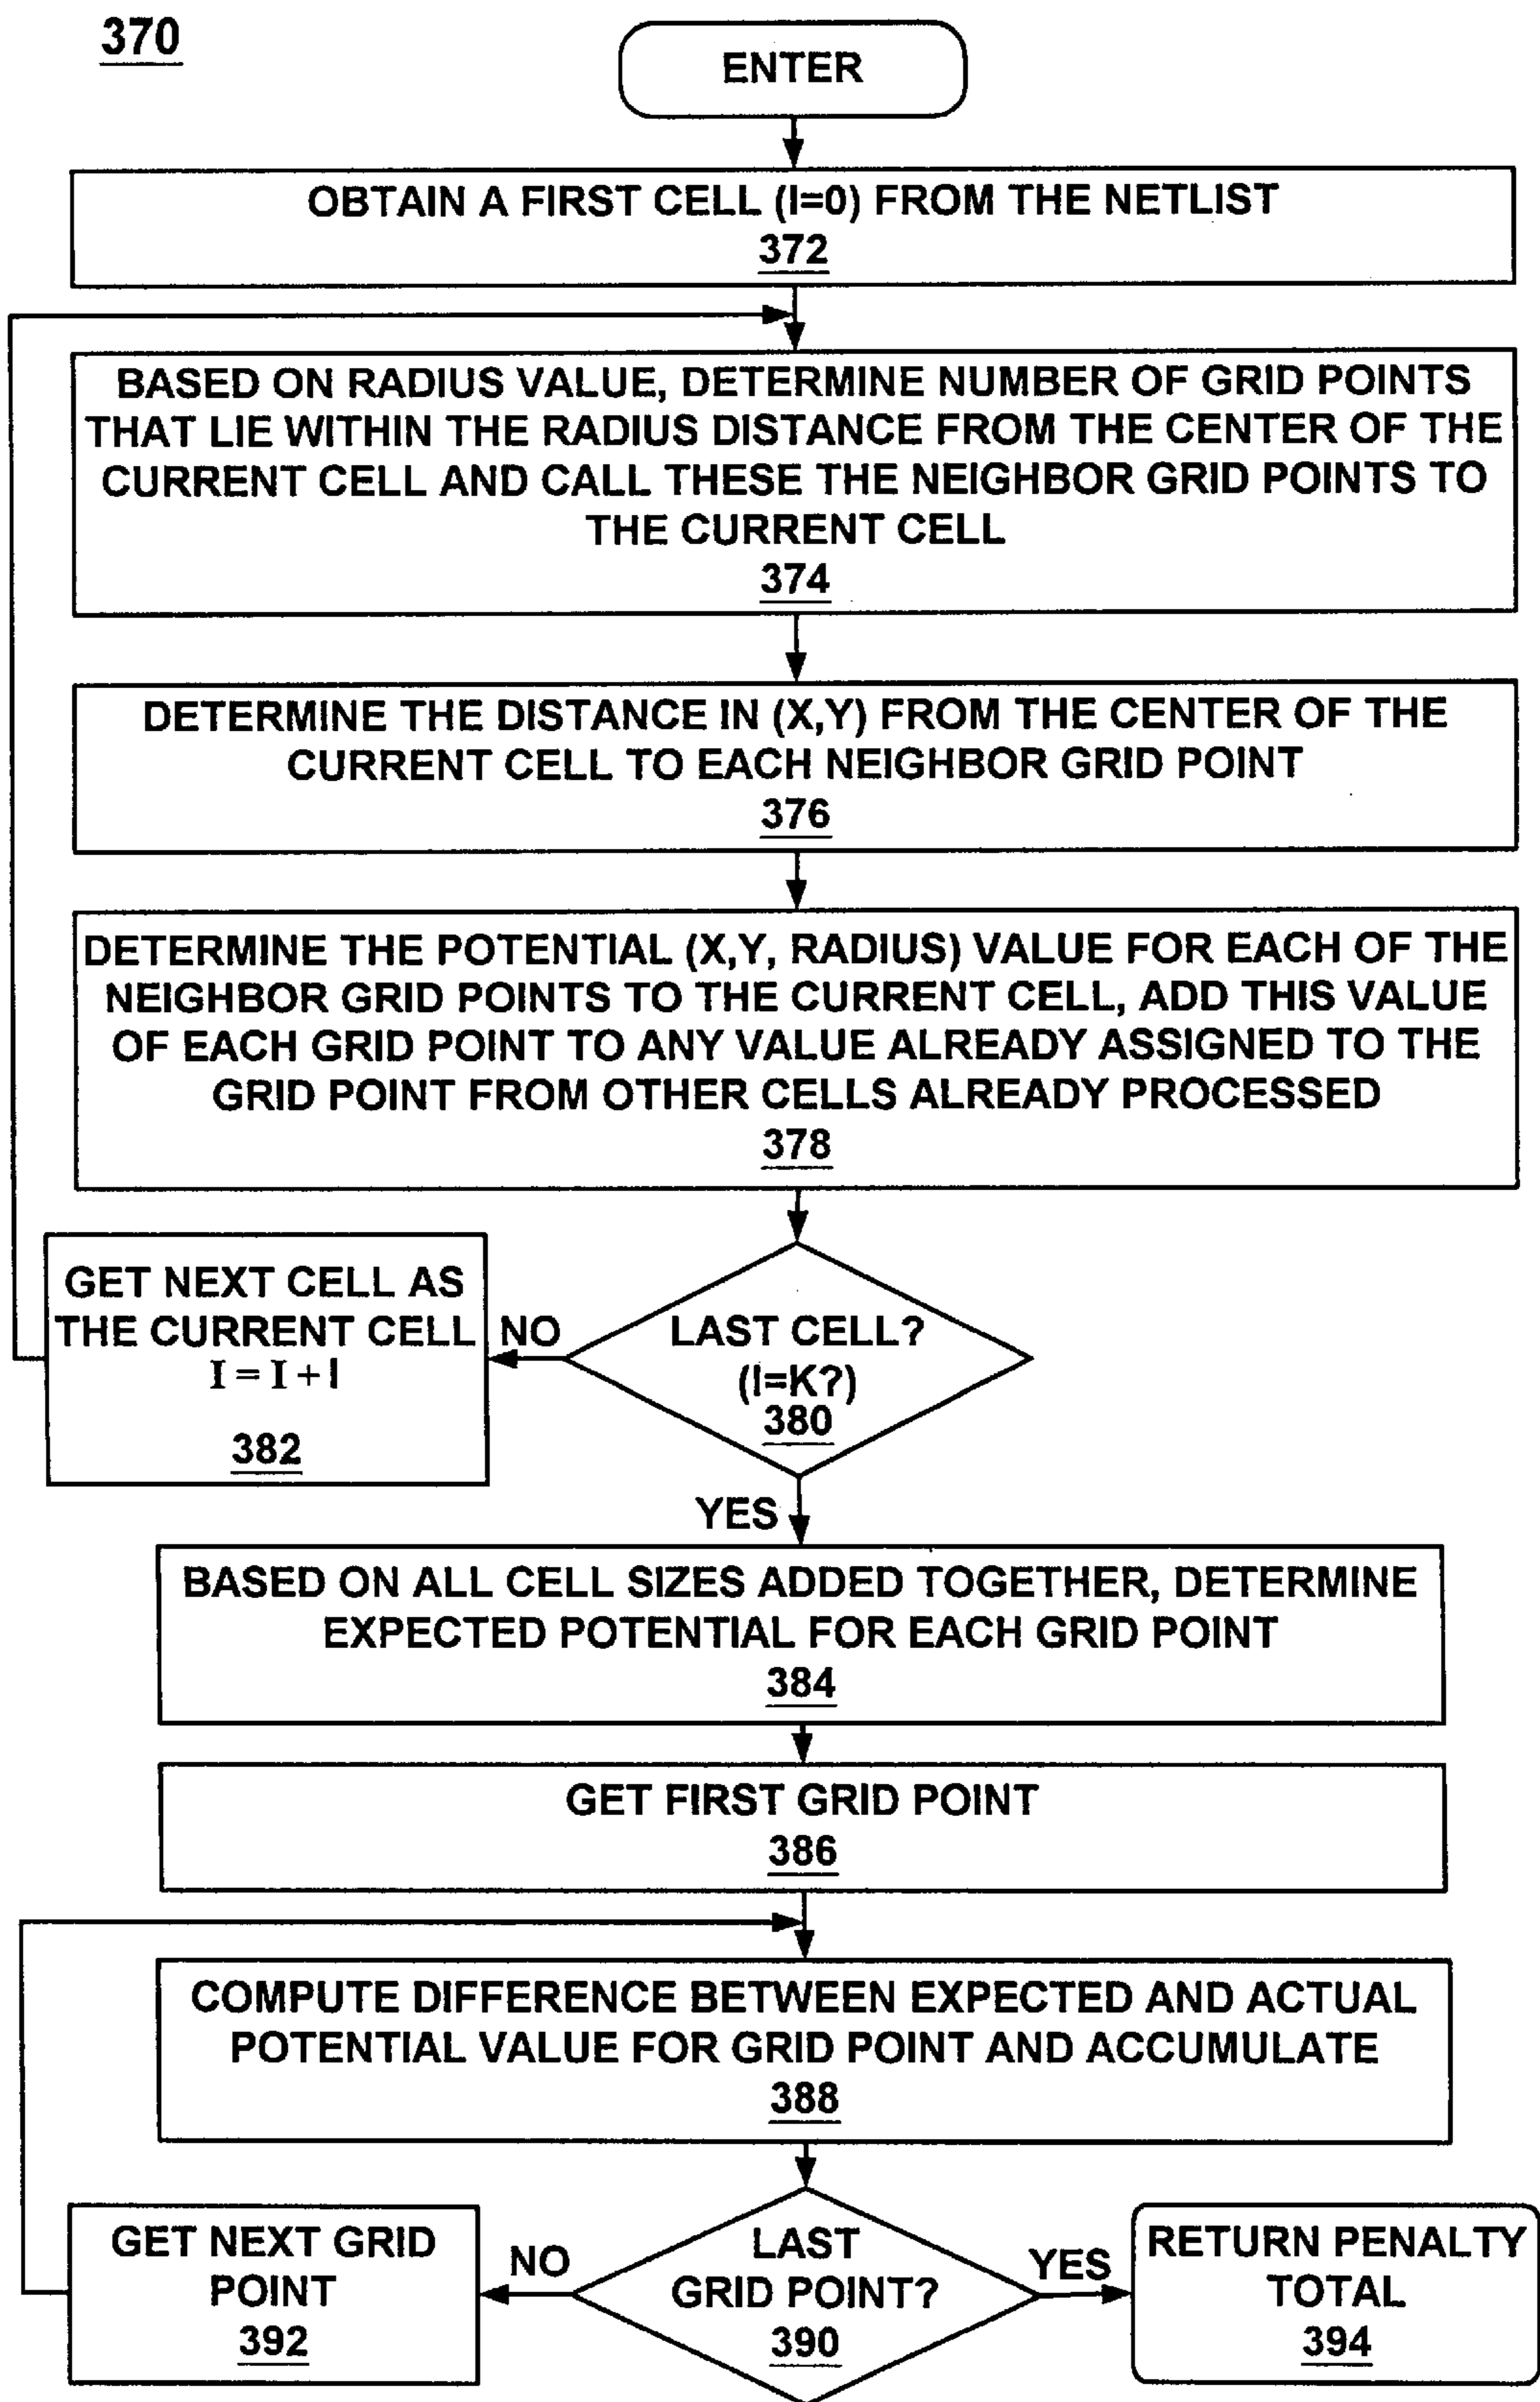 370
ENTER
OBTAIN A FIRST CELL (I=0) FROM THE NETLIST
372
BASED ON RADIUS VALUE, DETERMINE NUMBER OF GRID POINTS
THAT LIE WITHIN THE RADIUS DISTANCE FROM THE CENTER OF THE
CURRENT CELL AND CALL THESE THE NEIGHBOR GRID POINTS TO
THE CURRENT CELL
374
DETERMINE THE DISTANCE IN (X,Y) FROM THE CENTER OF THE
CURRENT CELL TO EACH NEIGHBOR GRID POINT
376
DETERMINE THE POTENTIAL (X,Y, RADIUS) VALUE FOR EACH OF THE
NEIGHBOR GRID POINTS TO THE CURRENT CELL, ADD THIS VALUE
OF EACH GRID POINT TO ANY VALUE ALREADY ASSIGNED TO THE
GRID POINT FROM OTHER CELLS ALREADY PROCESSED
378
GET NEXT CELL AS
THE CURRENT CELL
I = I + I
382
NO
LAST CELL?
(I=K?)
380
YES
BASED ON ALL CELL SIZES ADDED TOGETHER, DETERMINE
EXPECTED POTENTIAL FOR EACH GRID POINT
384
GET FIRST GRID POINT
386
COMPUTE DIFFERENCE BETWEEN EXPECTED AND ACTUAL
POTENTIAL VALUE FOR GRID POINT AND ACCUMULATE
388
GET NEXT GRID
POINT
392
NO
LAST
GRID POINT?
390
YES
RETURN PENALTY
TOTAL
394